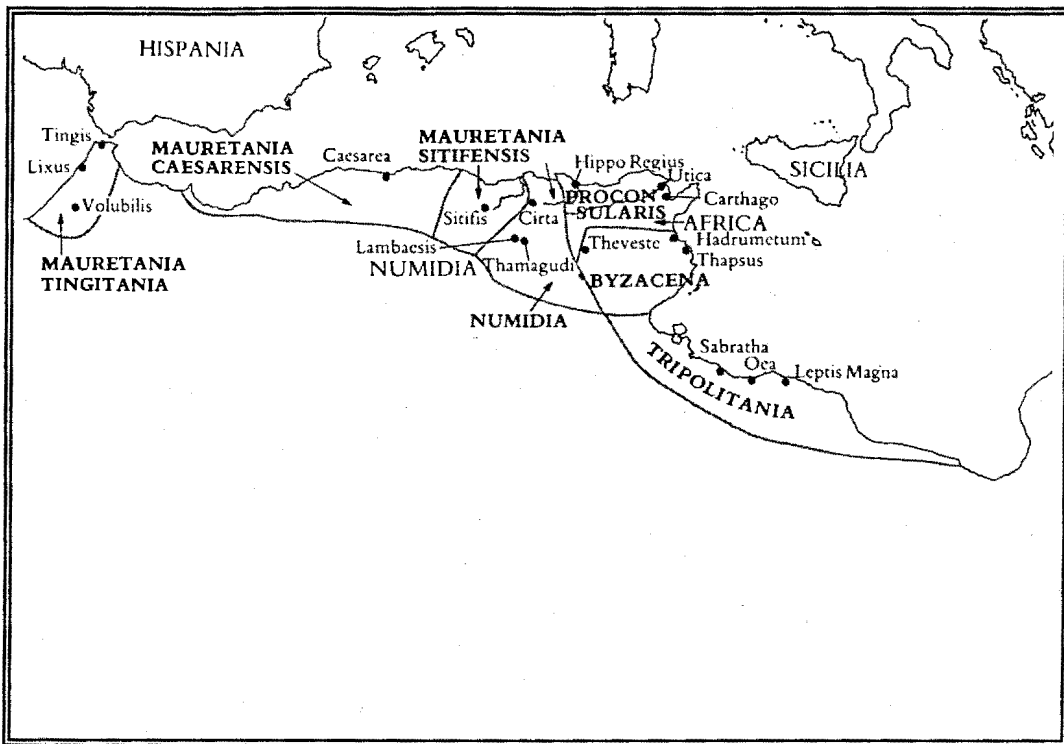 HISPANIA
Tingis
Lixus
Volubilis
MAURETANIA
TINGITANIA
MAURETANIA
CAESARENSIS
Caesarea
MAURETANIA
SITIFENSIS
Sitifis
Cirta
Hippo Regius
Utica
Carthago
PROCON
SULARIS
AFRICA
SICILIA
Lambaesis
NUMIDIA
Thamagudi
NUMIDIA
Theveste
Hadrumetum
Thapsus
BYZACENA
Sabratha
Oea
Leptis Magna
TRIPOLITANIA